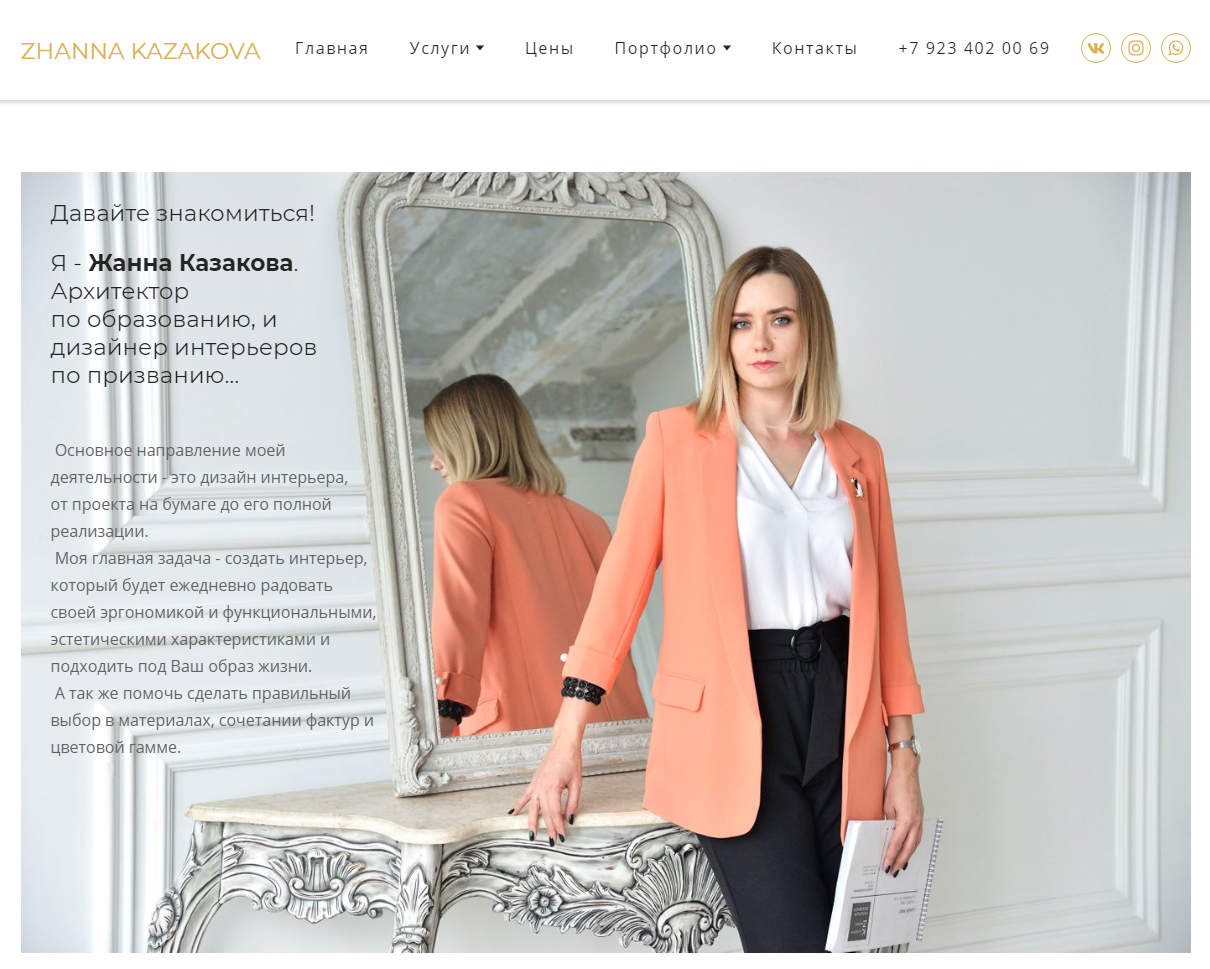 ZHANNA KAZAKOVA
Главная
Услуги
Цены
Портфолио
Контакты
+7 923 402 00 69
Давайте знакомиться!
Я - Жанна Казакова.
Архитектор
по образованию, и
дизайнер интерьеров
по призванию...
Основное направление моей
деятельности - это дизайн интерьера,
от проекта на бумаге до его полной
реализации.
Моя главная задача - создать интерьер,
который будет ежедневно радовать
своей эргономикой и функциональными,
эстетическими характеристиками и
подходить под Ваш образ жизни.
А так же помочь сделать правильный
выбор в материалах, сочетании фактур и
цветовой гамме.